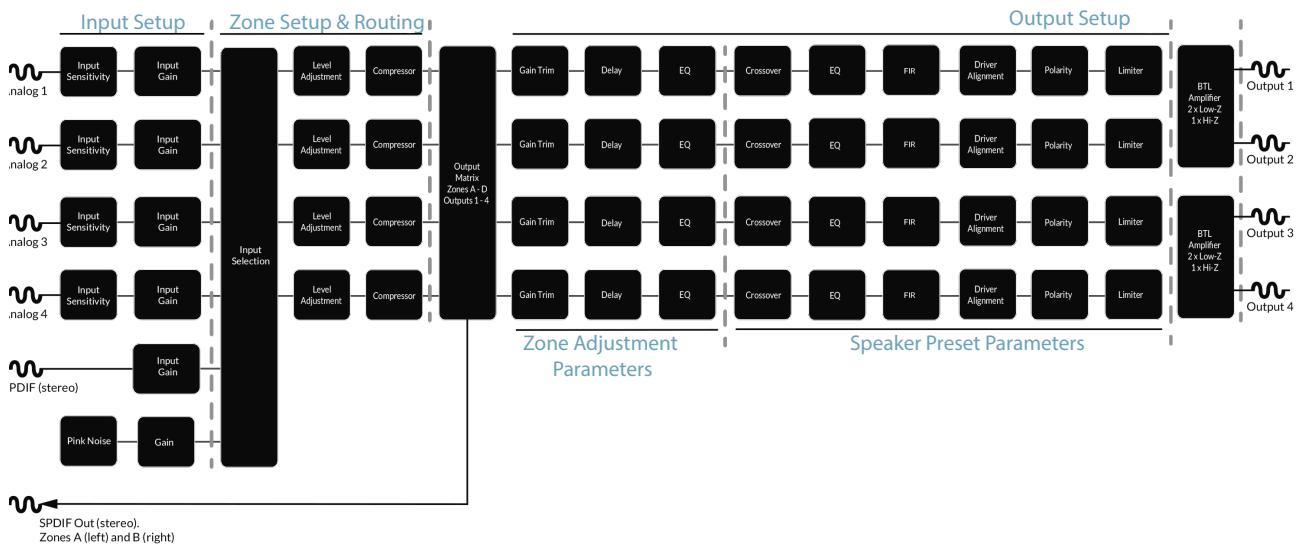 Input Setup
Zone Setup & Routing
Output Setup
Input
Sensitivity
Input
Gain
Level
Adjustment
Compressor
Gain Trim
Delay
EQ
Crossover
EQ
FIR
Driver
Alignment
Polarity
Limiter
BTL
Amplifier
2 x Low-Z
1 x Hi-Z
nalog 1
Output 1
Input
Sensitivity
Input
Gain
Level
Adjustment
Compressor
Gain Trim
Delay
EQ
Crossover
EQ
FIR
Driver
Alignment
Polarity
Limiter
nalog 2
Output 2
Output
Matrix
Zones A - D
Outputs 1 - 4
Input
Sensitivity
Input
Gain
Level
Adjustment
Compressor
Gain Trim
Delay
EQ
Crossover
EQ
FIR
Driver
Alignment
Polarity
Limiter
BTL
Amplifier
2 x Low-Z
1 x Hi-Z
nalog 3
Output 3
Input
Selection
Input
Sensitivity
Input
Gain
Level
Adjustment
Compressor
Gain Trim
Delay
EQ
Crossover
EQ
FIR
Driver
Alignment
Polarity
Limiter
nalog 4
Output 4
Zone Adjustment
Parameters
Speaker Preset Parameters
Input
Gain
PDIF (stereo)
Pink Noise
Gain
SPDIF Out (stereo).
Zones A (left) and B (right)